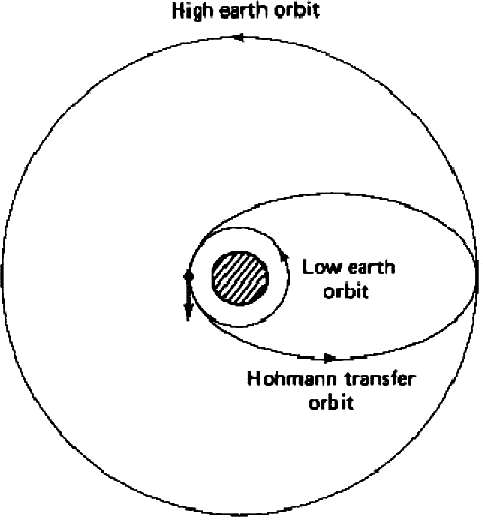 High earth orbit
Low earth
orbit
Hohmann transfer
orbit